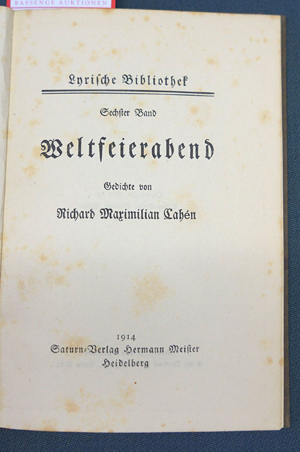 BASSENGE AUKTIONEN
Lyrische Bibliothek
Sechster Band
Weltfeierabend
Gedichte von
Richard Maximilian Cahén
1914
Saturn-Verlag Hermann Meister
Heidelberg